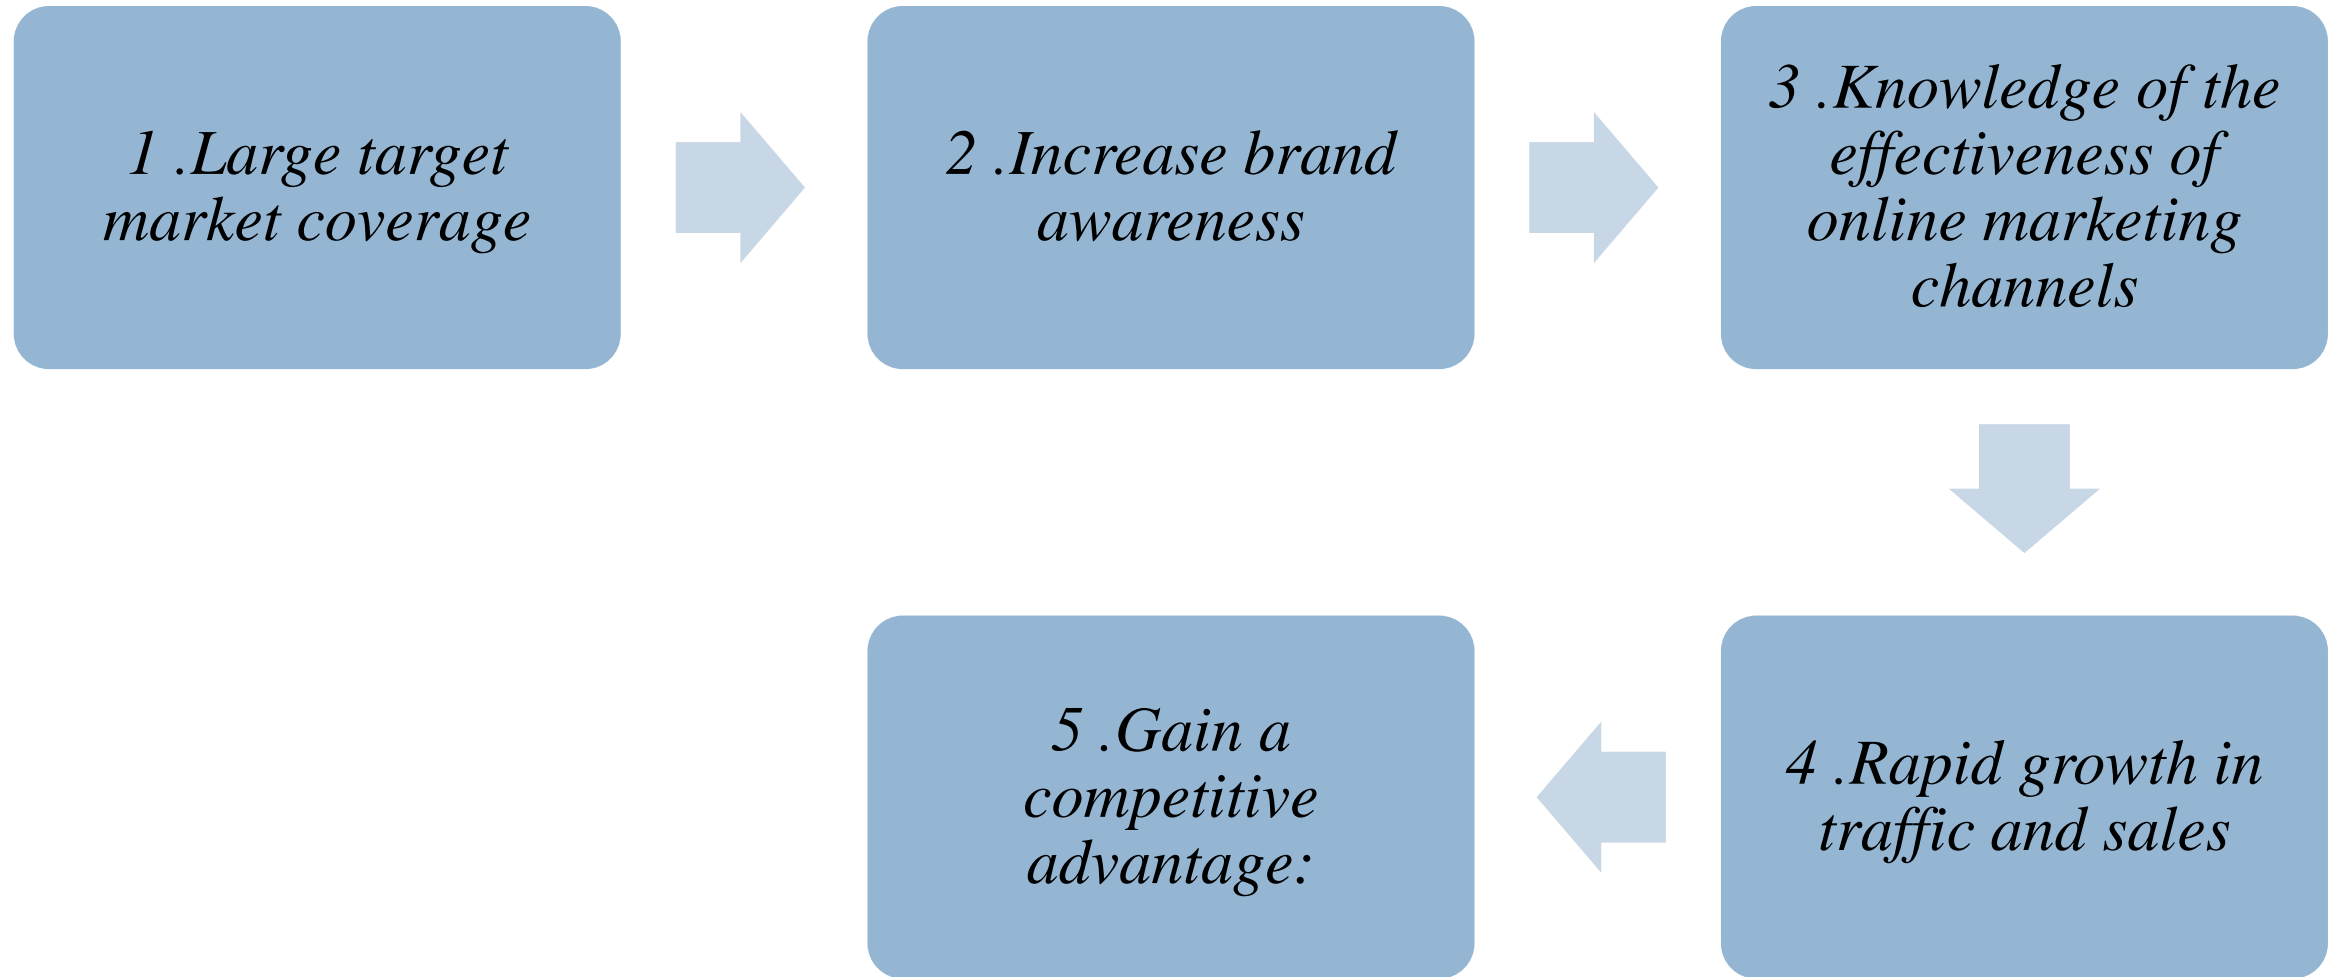 1 .Large target
market coverage
2 .Increase brand
awareness
3 .Knowledge of the
effectiveness of
online marketing
channels
4 .Rapid growth in
traffic and sales
5 .Gain a
competitive
advantage: